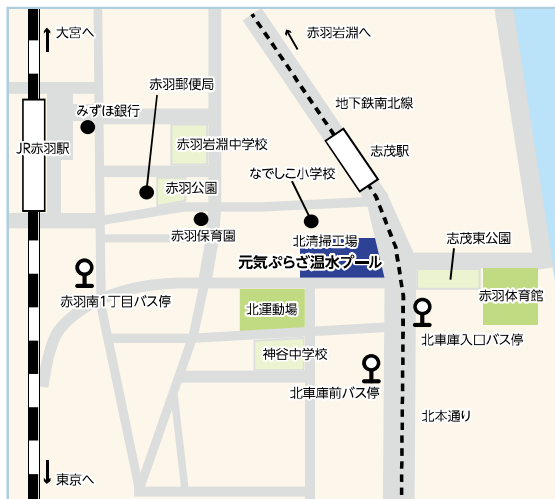 大宮へ
赤羽岩淵へ
赤羽郵便局
みずほ銀行
地下鉄南北線
JR赤羽駅
赤羽岩淵中学校
志茂駅
なでしこ小学校
赤羽公園
赤羽保育園
北清掃工場
志茂東公園
元気ぷらざ温水プール
赤羽南1丁目バス停
赤羽体育館
北運動場
北車庫入口バス停
神谷中学校
北車庫前バス停
北本通り
東京へ